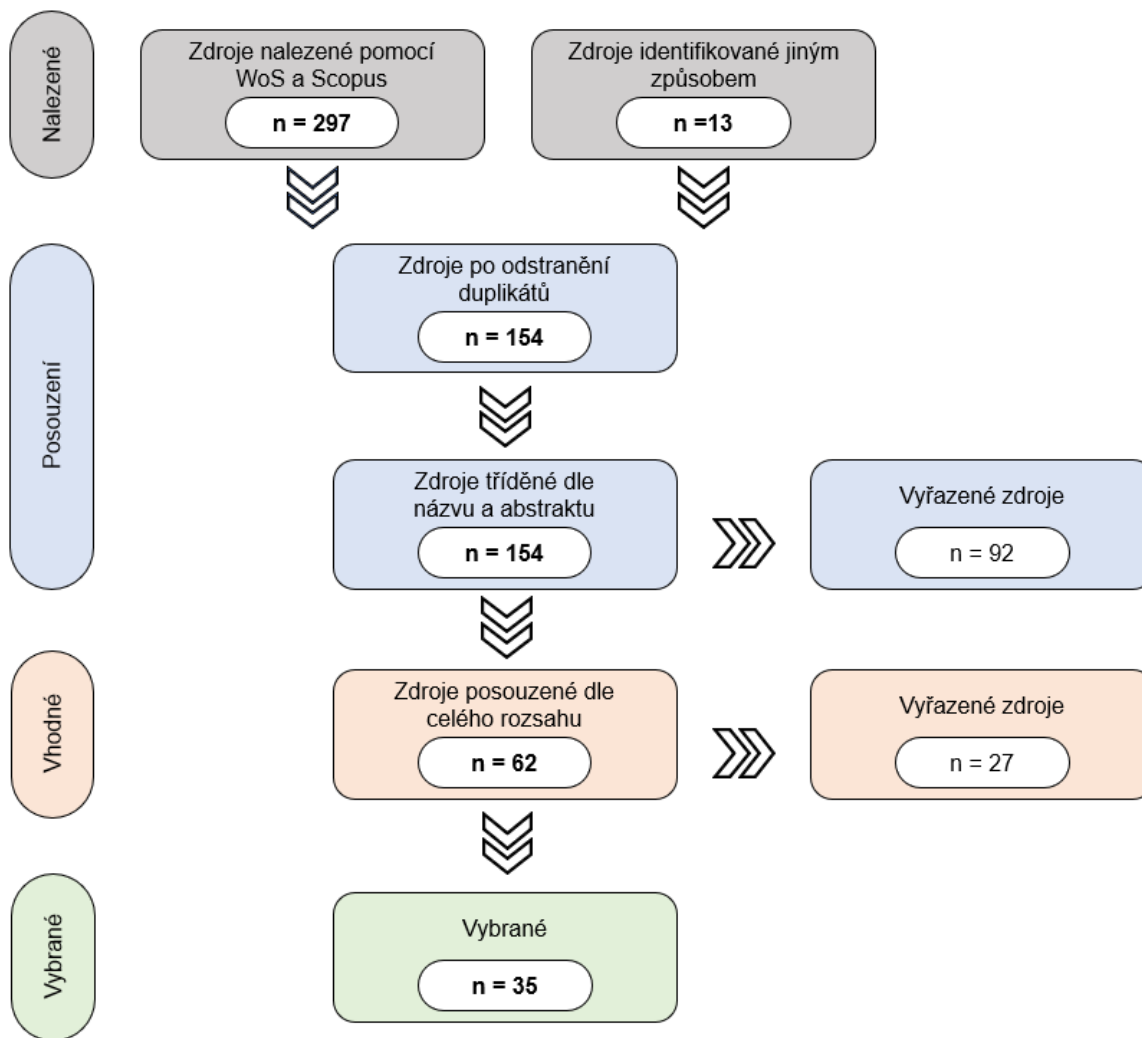 Nalezené
Zdroje nalezené pomocí
WoS a Scopus
n = 297
Zdroje identifikované jiným
způsobem
n =13
Posouzení
Zdroje po odstranění
duplikátů
n = 154
Zdroje tříděné dle
názvu a abstraktu
n = 154
Vyřazené zdroje
n = 92
Vhodné
Zdroje posouzené dle
celého rozsahu
n = 62
Vyřazené zdroje
n = 27
Vybrané
Vybrané
n = 35